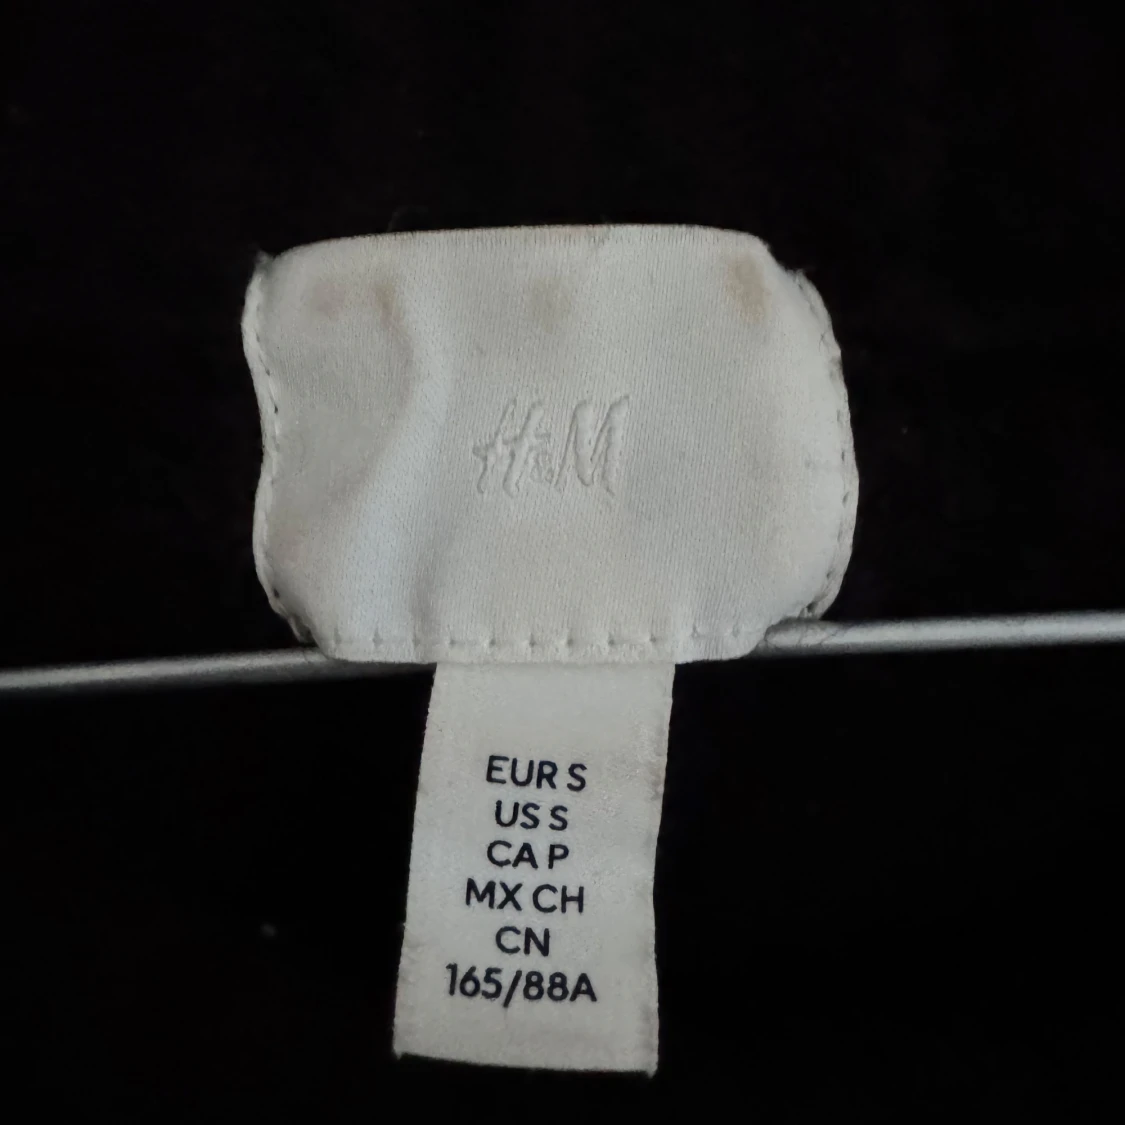 H&M
EUR S
US S
CA P
MX CH
CN
165/88A